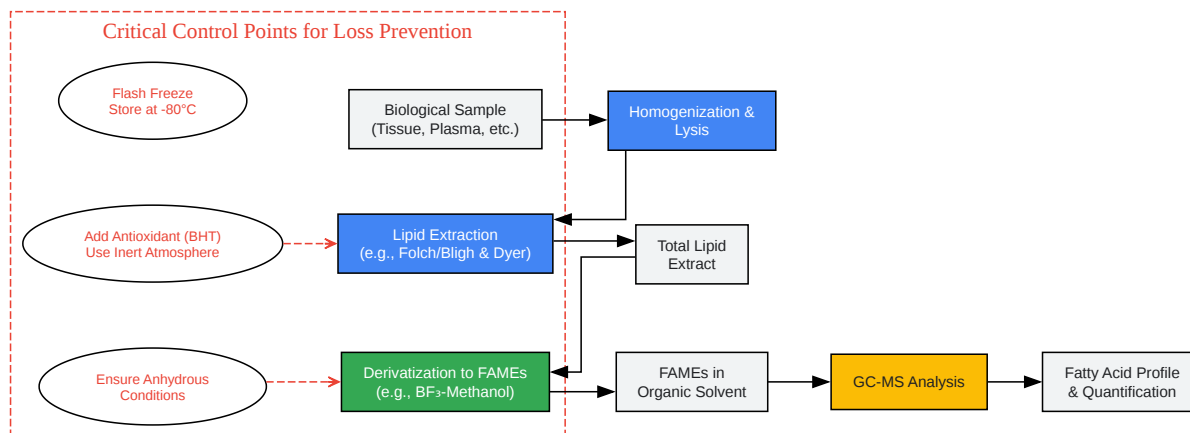 Critical Control Points for Loss Prevention
Flash Freeze
Store at -80°C
Biological Sample
(Tissue, Plasma, etc.)
Homogenization &
Lysis
Add Antioxidant (BHT)
Use Inert Atmosphere
Lipid Extraction
(e.g., Folch/Bligh & Dyer)
Total Lipid
Extract
Ensure Anhydrous
Conditions
Derivatization to FAMEs
(e.g., BF₃-Methanol)
FAMEs in
Organic Solvent
GC-MS Analysis
Fatty Acid Profile
& Quantification